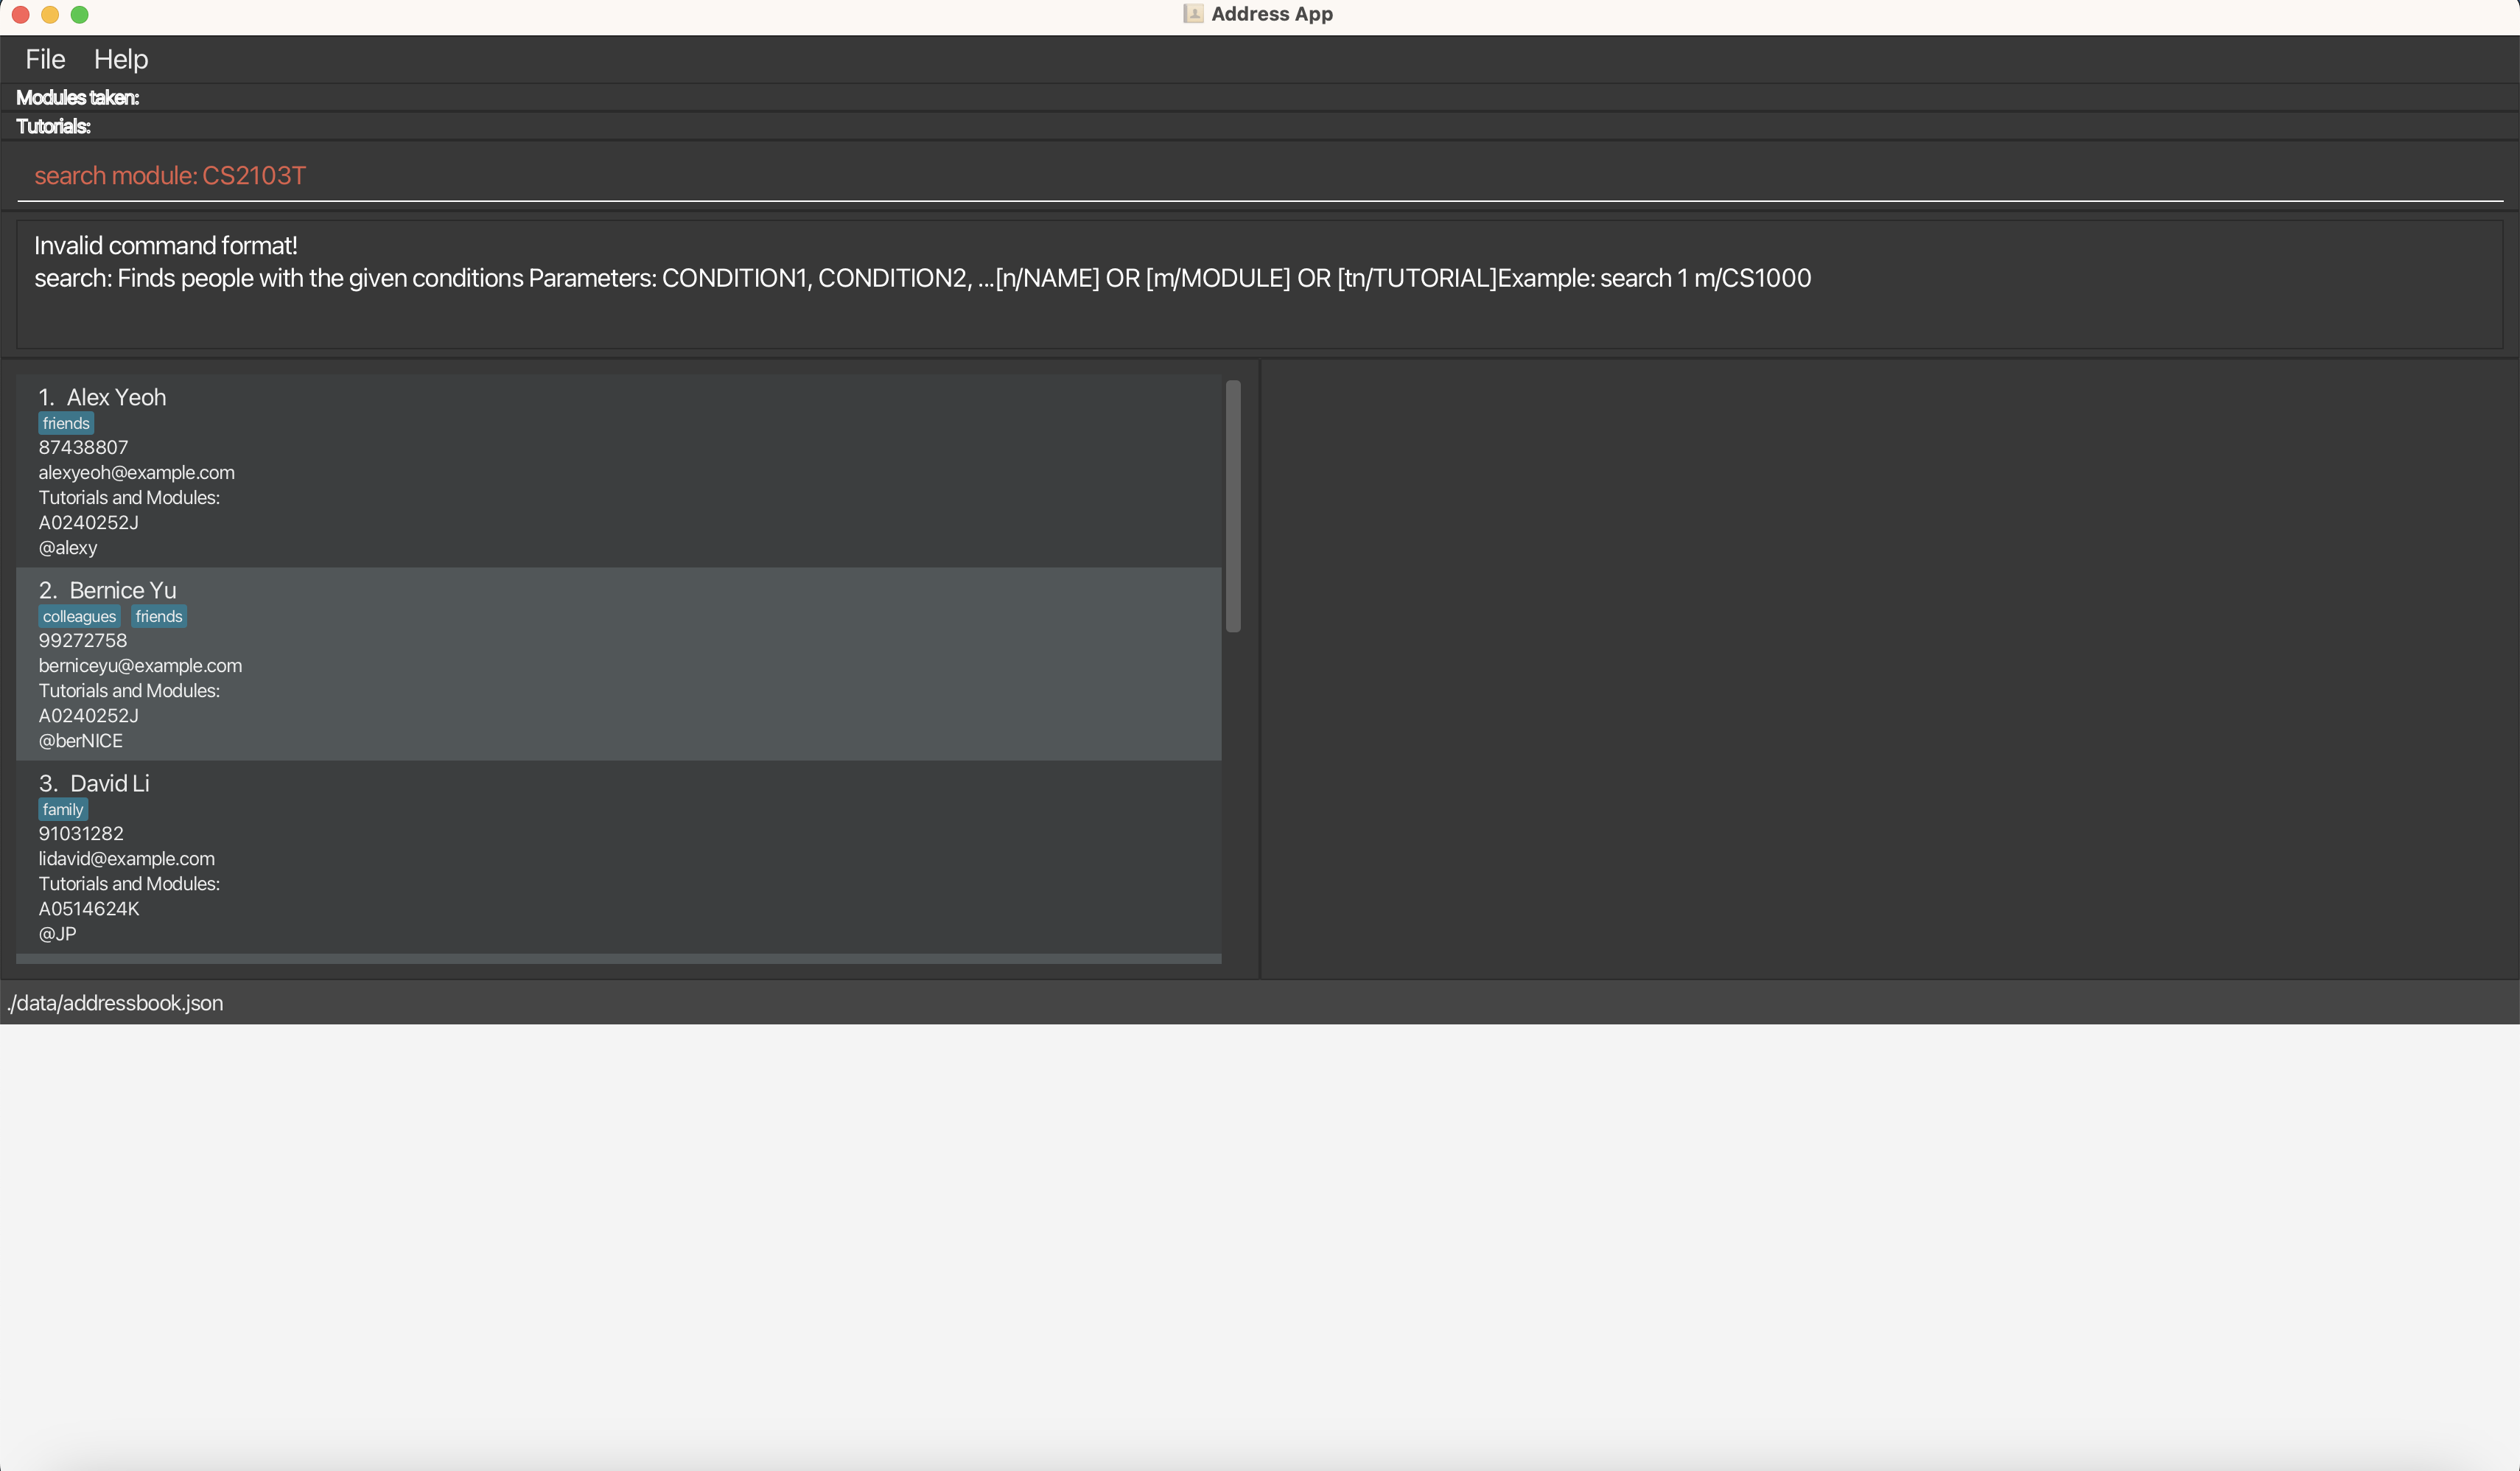 Address App
File Help
Modules taken:
Tutorials:
search module: CS2103T
Invalid command format!
search: Finds people with the given conditions Parameters: CONDITION1, CONDITION2, ...[n/NAME] OR [m/MODULE] OR [tn/TUTORIAL]Example: search 1 m/CS1000
1. Alex Yeoh
friends
87438807
alexyeoh@example.com
Tutorials and Modules:
A0240252J
@alexy
2. Bernice Yu
colleagues friends
99272758
berniceyu@example.com
Tutorials and Modules:
A0240252J
@berNICE
3. David Li
family
91031282
lidavid@example.com
Tutorials and Modules:
A0514624K
@JP
./data/addressbook.json